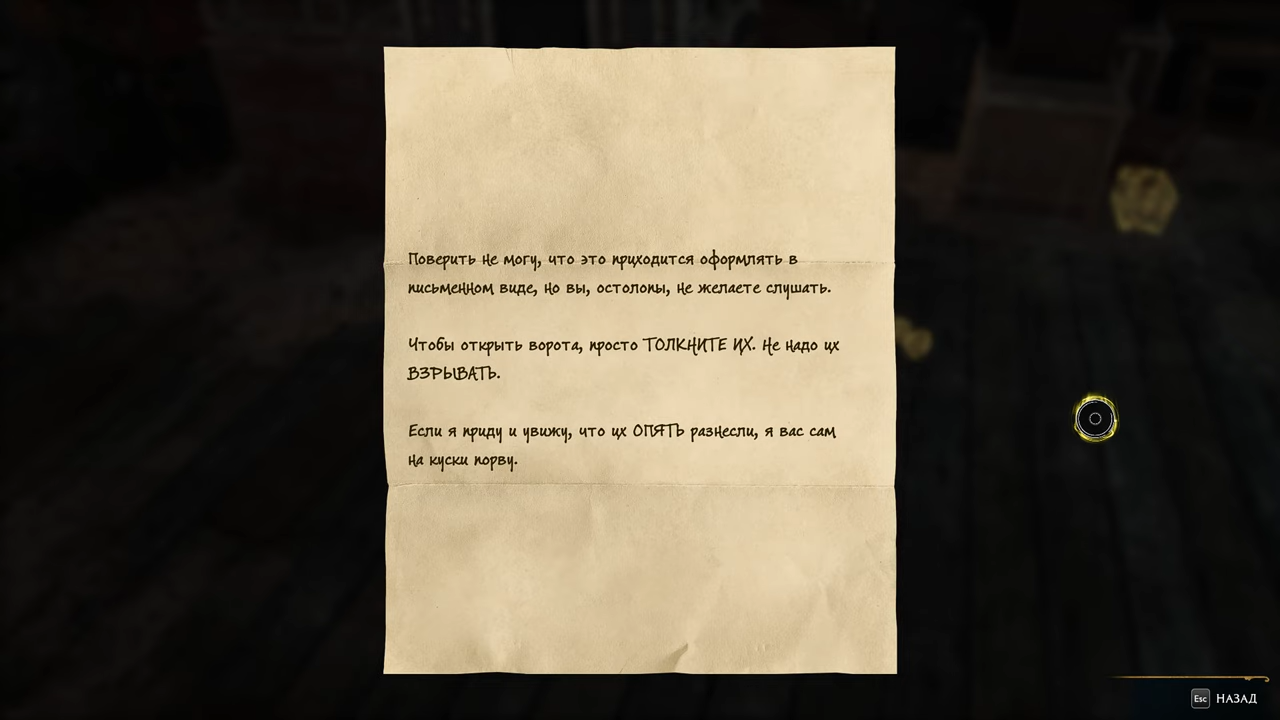 Поверить не могу, что это приходится оформлять в
письменном виде, но вы, остолопы, не желаете слушать.
Чтобы открыть ворота, просто ТОЛКНИТЕ ИХ. Не надо их
ВЗРЫВАТЬ.
Если я приду и увижу, что их ОПЯТЬ разнесли, я вас сам
на куски порву.
Esc НАЗАД